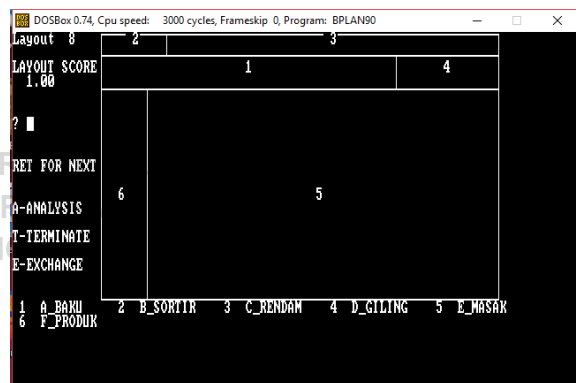 DOSBox 0.74, Cpu speed:    3000 cycles, Frameskip  0, Program:  BPLAN90
Layout  8
2
3
LAYOUT SCORE
1.00
1
4
?
RET FOR NEXT
6
5
A-ANALYSIS
T-TERMINATE
E-EXCHANGE
1  A_BAKU    2  B_SORTIR    3  C_RENDAM    4  D_GILING    5  E_MASAK
6  F_PRODUK